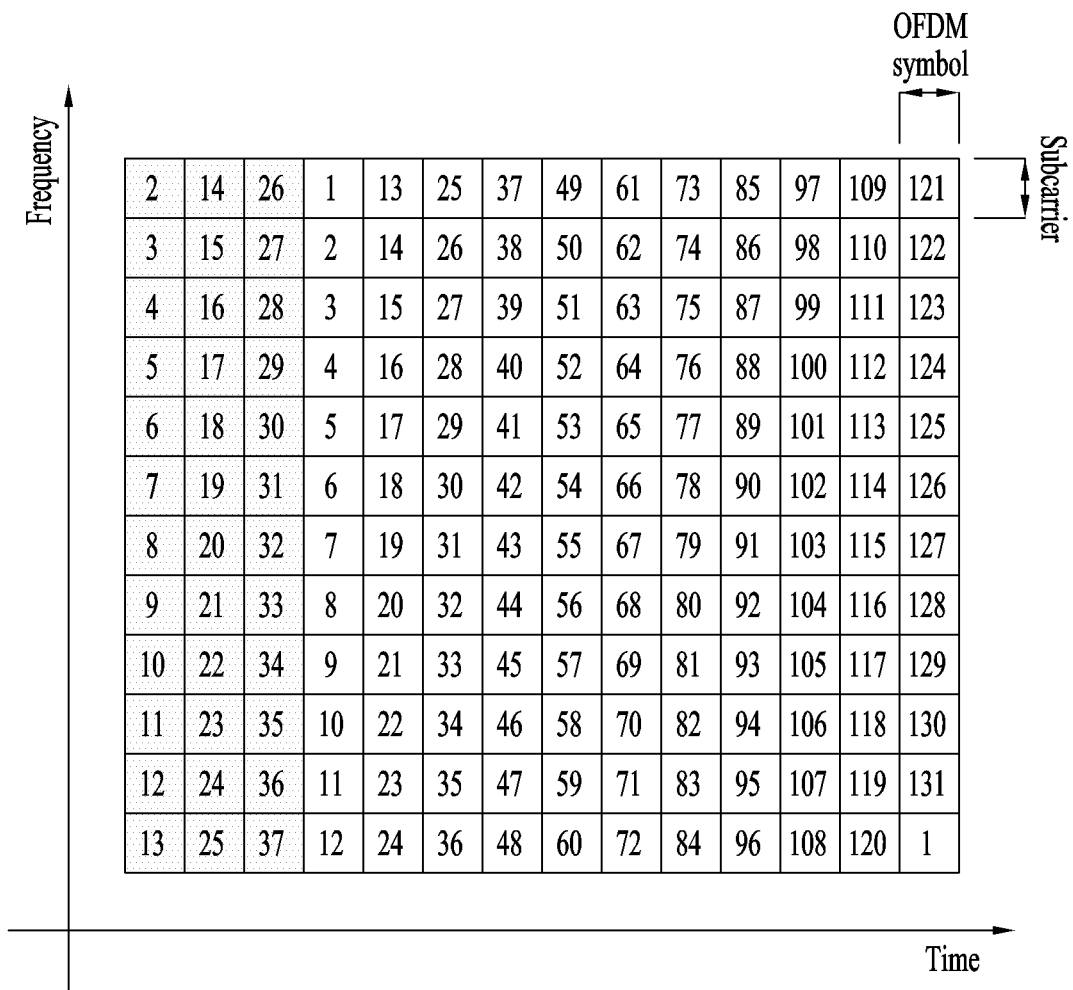 OFDM
symbol
Frequency
Subcarrier
2 14 26 1 13 25 37 49 61 73 85 97 109 121
3 15 27 2 14 26 38 50 62 74 86 98 110 122
4 16 28 3 15 27 39 51 63 75 87 99 111 123
5 17 29 4 16 28 40 52 64 76 88 100 112 124
6 18 30 5 17 29 41 53 65 77 89 101 113 125
7 19 31 6 18 30 42 54 66 78 90 102 114 126
8 20 32 7 19 31 43 55 67 79 91 103 115 127
9 21 33 8 20 32 44 56 68 80 92 104 116 128
10 22 34 9 21 33 45 57 69 81 93 105 117 129
11 23 35 10 22 34 46 58 70 82 94 106 118 130
12 24 36 11 23 35 47 59 71 83 95 107 119 131
13 25 37 12 24 36 48 60 72 84 96 108 120 1
Time